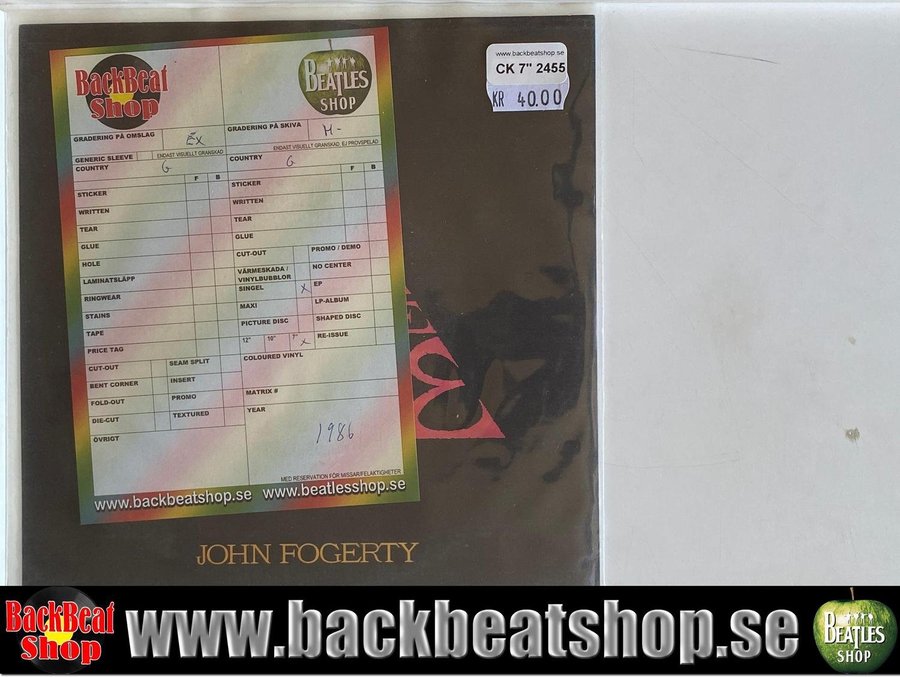 BackBeat
Shop
BEATLES
SHOP
www.backbeatshop.se
CK 7" 2455
KR 40.00
GRADERING PÅ OMSLAG
EX
GRADERING PÅ SKIVA
M-
GENERIC SLEEVE
ENDAST VISUELLT GRANSKAD
ENDAST VISUELLT GRANSKAD, EJ PROVSPELAD
COUNTRY
G
F B
STICKER
WRITTEN
TEAR
GLUE
HOLE
LAMINATSLÄPP
RINGWEAR
STAINS
TAPE
PRICE TAG
CUT-OUT
SEAM SPLIT
BENT CORNER
INSERT
FOLD-OUT
PROMO
DIE-CUT
TEXTURED
ÖVRIGT
COUNTRY
G
F B
STICKER
WRITTEN
TEAR
GLUE
CUT-OUT
PROMO / DEMO
VÄRMESKADA /
VINYLBUBBLOR
NO CENTER
SINGEL
X
EP
MAXI
LP-ALBUM
PICTURE DISC
SHAPED DISC
12" 10" 7" X
RE-ISSUE
COLOURED VINYL
MATRIX #
YEAR
1986
MED RESERVATION FÖR MISSAR/FELAKTIGHETER
www.backbeatshop.se www.beatlesshop.se
JOHN FOGERTY
BackBeat
Shop
www.backbeatshop.se
BEATLES
SHOP